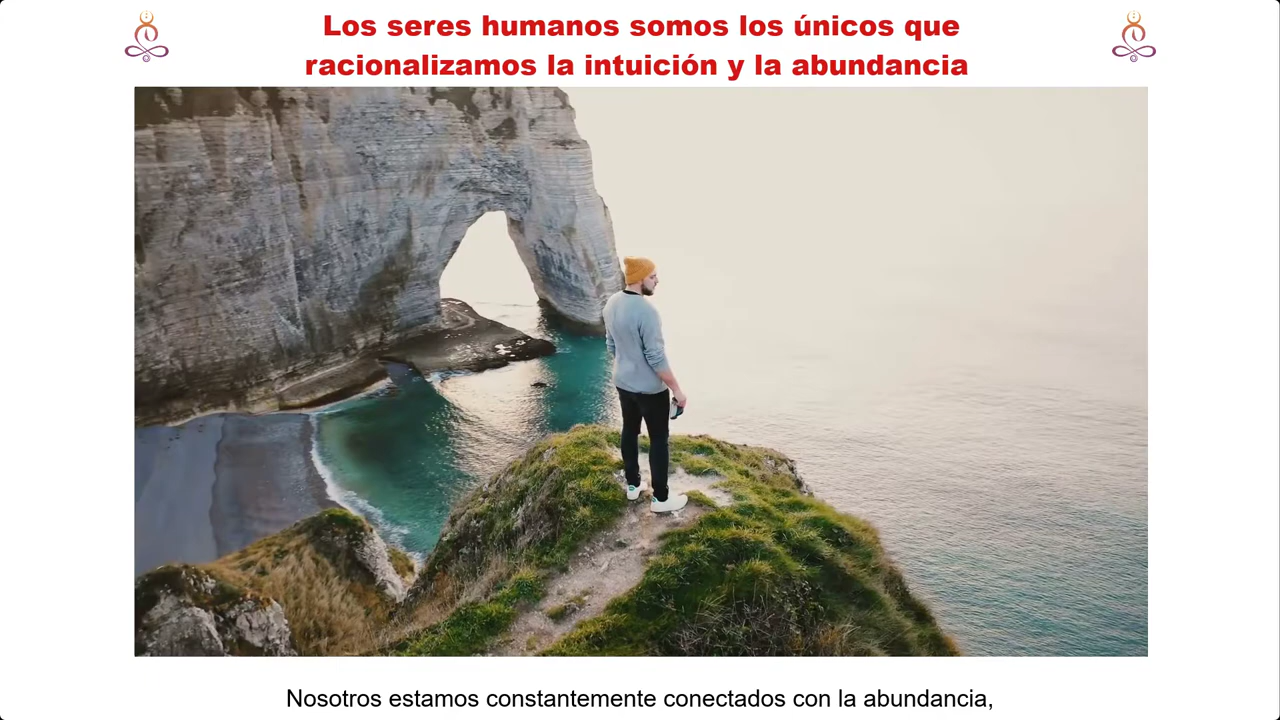 Los seres humanos somos los únicos que
racionalizamos la intuición y la abundancia
Nosotros estamos constantemente conectados con la abundancia,